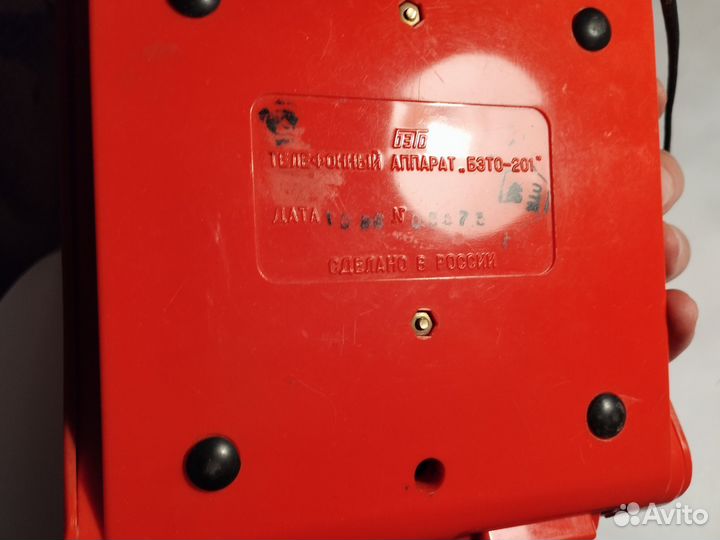 БЭТО
ТЕЛЕФОННЫЙ АППАРАТ „БЭТО-201"
ДАТА N
СДЕЛАНО В РОССИИ
Avito